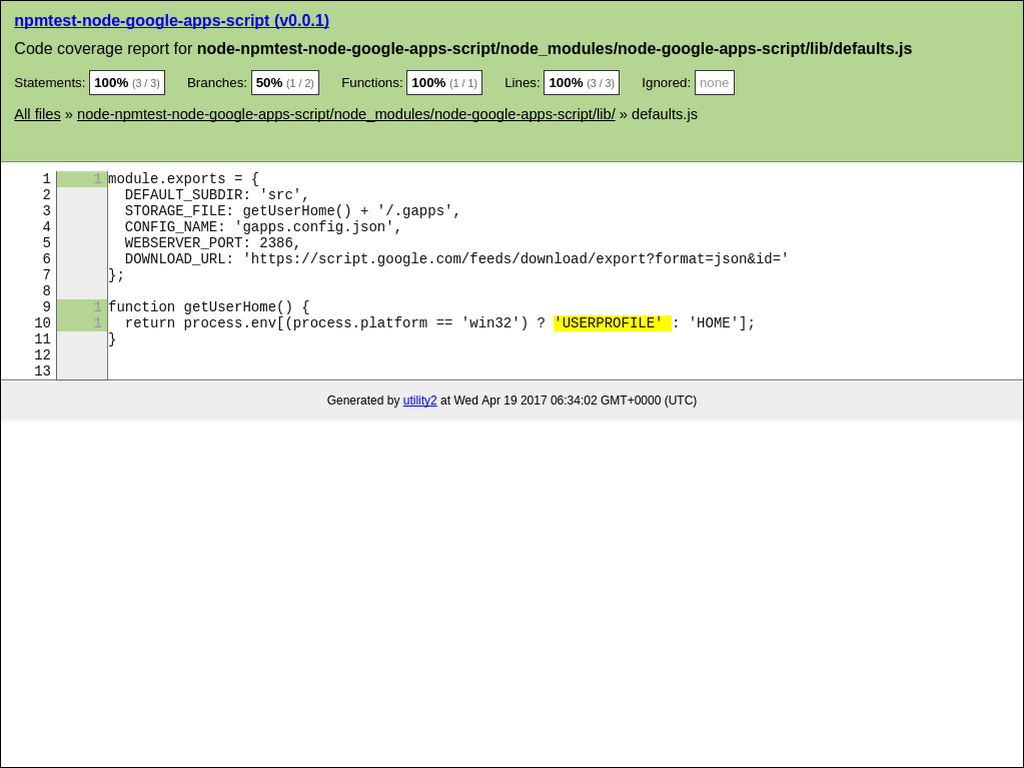 npmtest-node-google-apps-script (v0.0.1)
Code coverage report for node-npmtest-node-google-apps-script/node_modules/node-google-apps-script/lib/defaults.js
Statements: 100% (3 / 3) Branches: 50% (1 / 2) Functions: 100% (1 / 1) Lines: 100% (3 / 3) Ignored: none
All files » node-npmtest-node-google-apps-script/node_modules/node-google-apps-script/lib/ » defaults.js
1 1 module.exports = {
2   DEFAULT_SUBDIR: 'src',
3   STORAGE_FILE: getUserHome() + '/.gapps',
4   CONFIG_NAME: 'gapps.config.json',
5   WEBSERVER_PORT: 2386,
6   DOWNLOAD_URL: 'https://script.google.com/feeds/download/export?format=json&id='
7 };
8
9 1 function getUserHome() {
10 1   return process.env[(process.platform == 'win32') ? 'USERPROFILE' : 'HOME'];
11 }
12
13
Generated by utility2 at Wed Apr 19 2017 06:34:02 GMT+0000 (UTC)